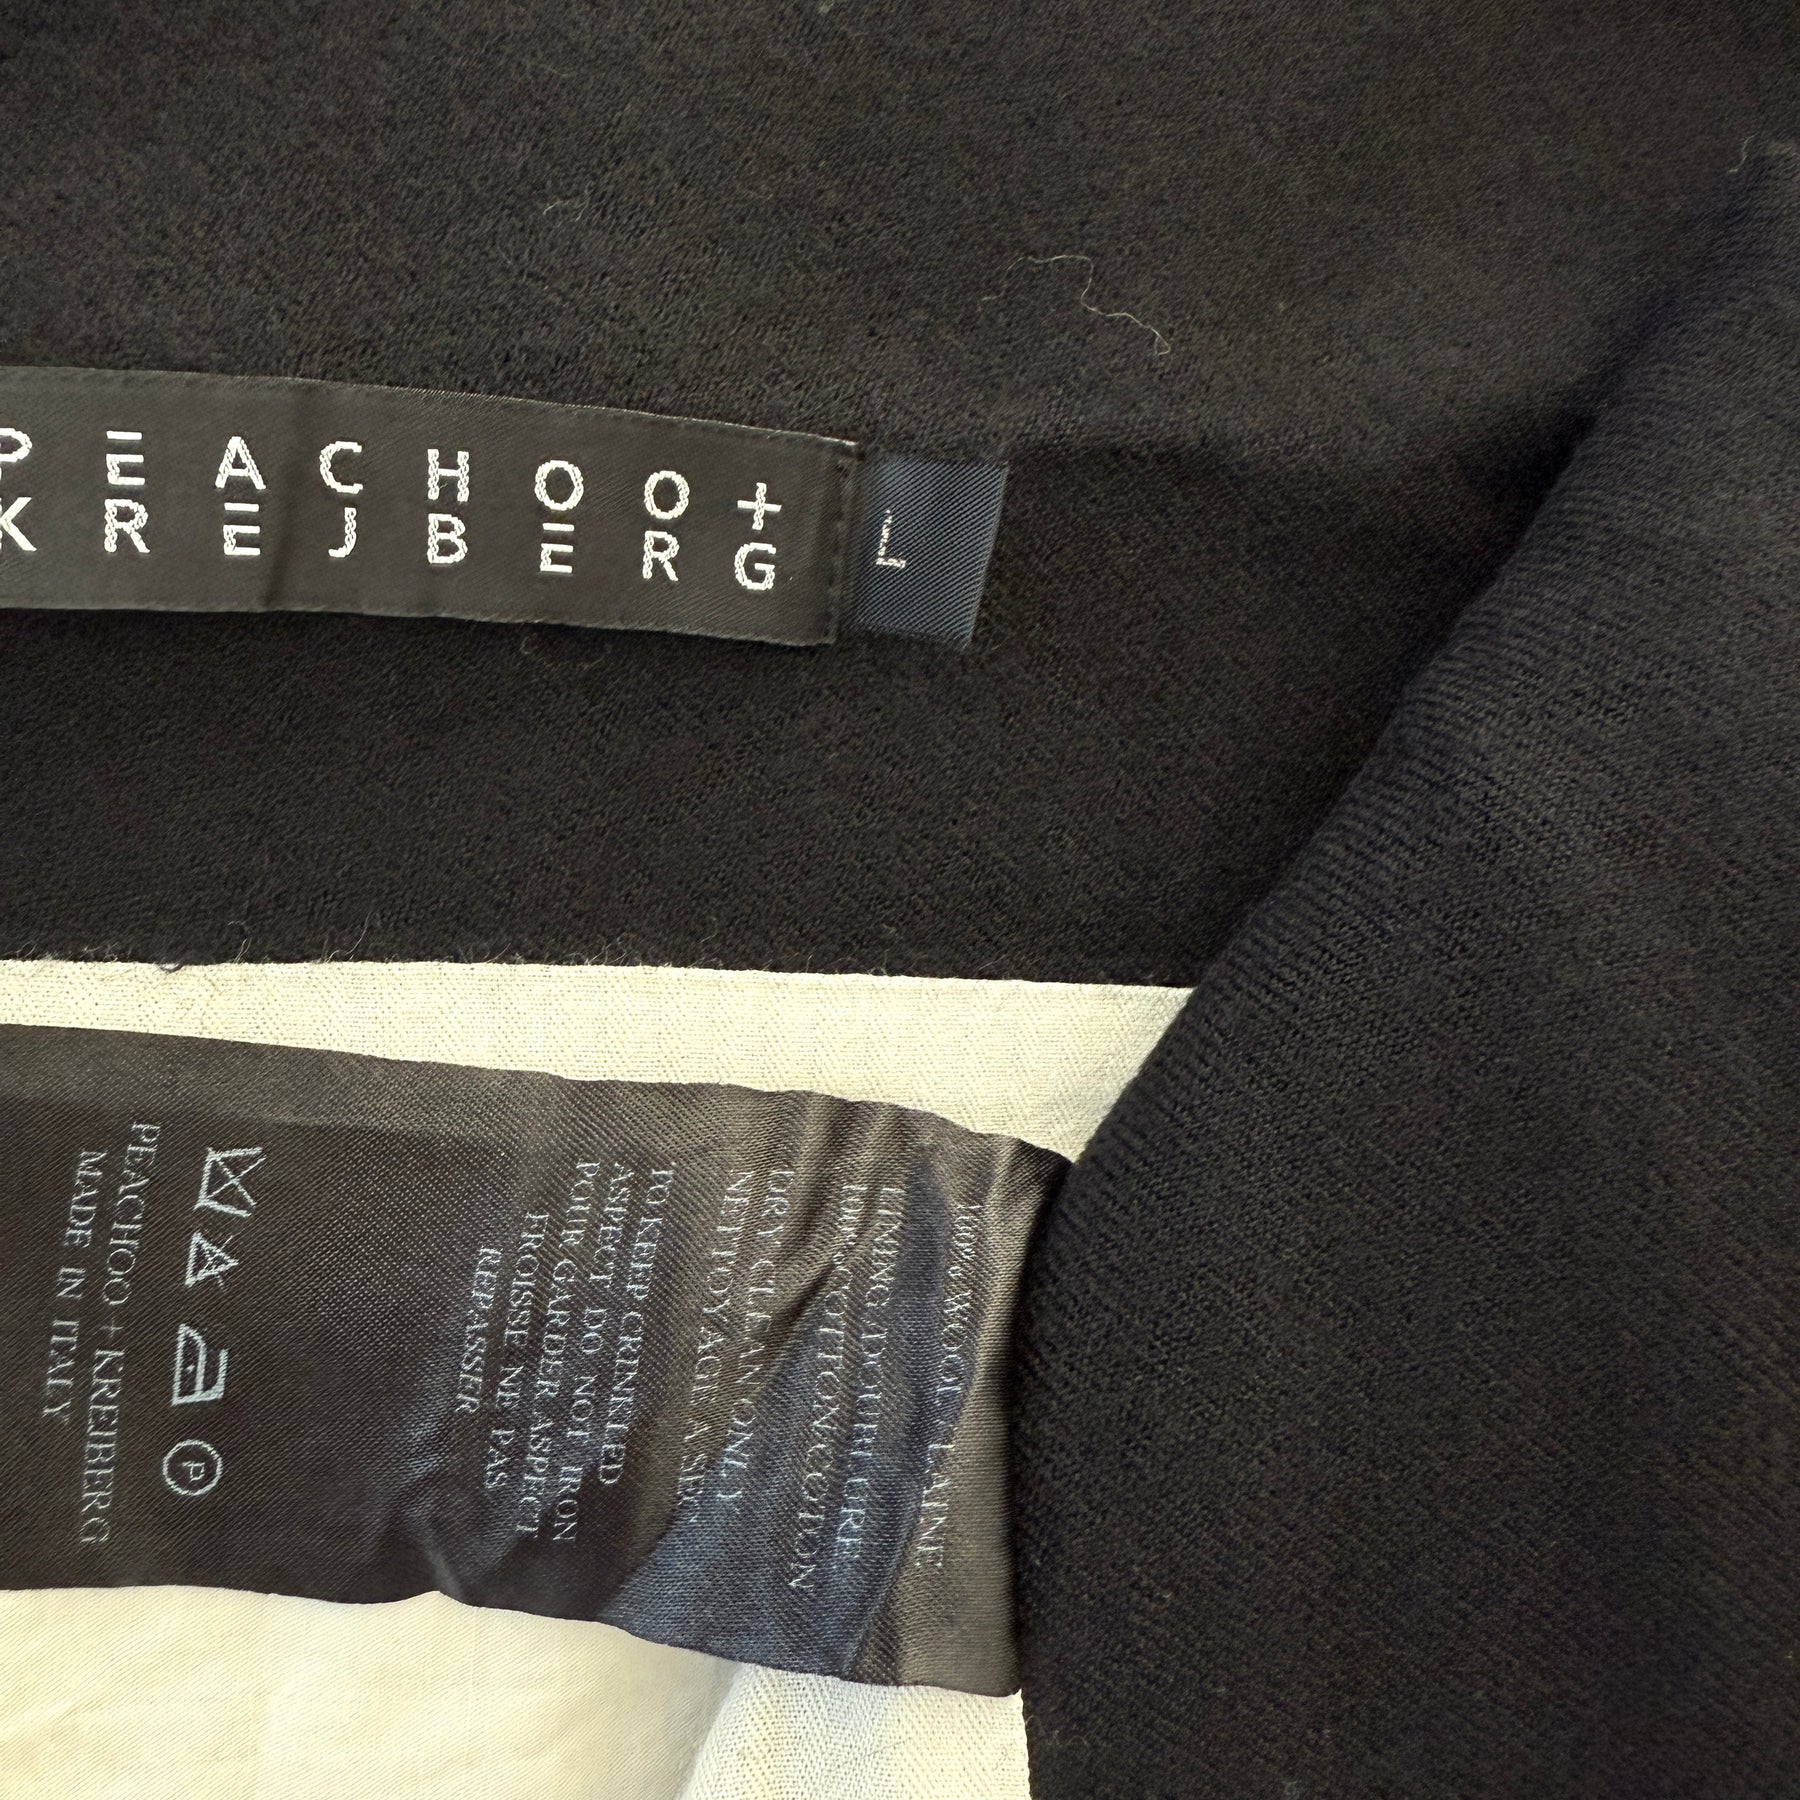 PEACHOO+
KREJBERG
L
100% WOOL LAINE
LINING/DOUBLURE
100% COTTON/COTON
DRY CLEAN ONLY
NETTOYAGE A SEC
TO KEEP CRINKLED
ASPECT DO NOT IRON
POUR GARDER ASPECT
FROISSE NE PAS
REPASSER
P
PEACHOO + KREJBERG
MADE IN ITALY